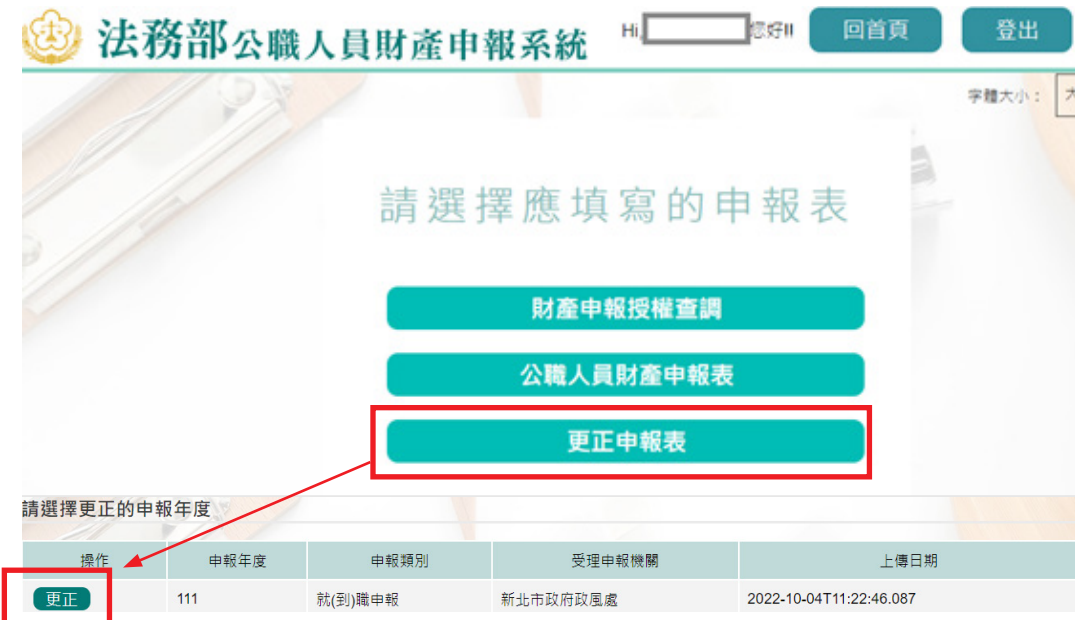 法務部公職人員財產申報系統
Hi, 您好!!
回首頁
登出
字體大小： 大
請選擇應填寫的申報表
財產申報授權查調
公職人員財產申報表
更正申報表
請選擇更正的申報年度
操作 申報年度 申報類別 受理申報機關 上傳日期
更正 111 就(到)職申報 新北市政府政風處 2022-10-04T11:22:46.087